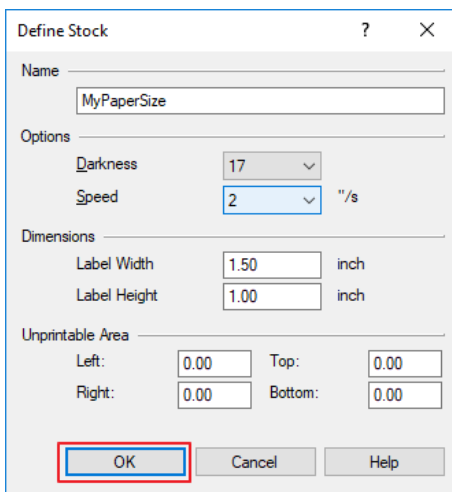 Define Stock ?
Name
MyPaperSize
Options
Darkness 17
Speed 2 "/s
Dimensions
Label Width 1.50 inch
Label Height 1.00 inch
Unprintable Area
Left: 0.00 Top: 0.00
Right: 0.00 Bottom: 0.00
OK Cancel Help